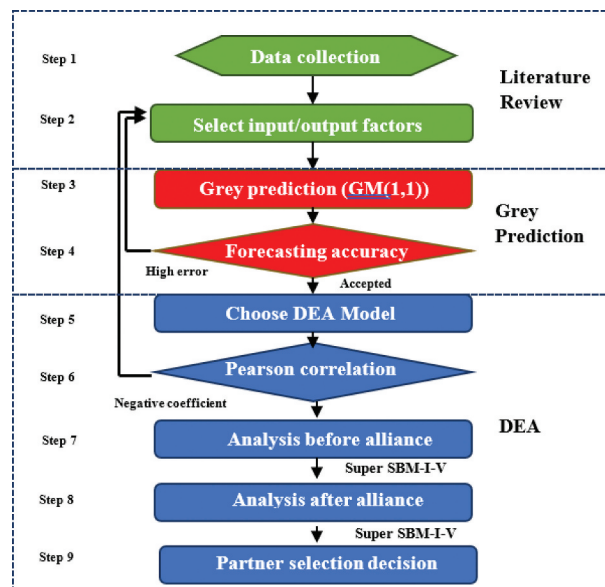 Step 1
Data collection
Literature
Review
Step 2
Select input/output factors
Step 3
Grey prediction (GM(1,1))
Grey
Prediction
Step 4
Forecasting accuracy
High error
Accepted
Step 5
Choose DEA Model
Step 6
Pearson correlation
Negative coefficient
DEA
Step 7
Analysis before alliance
Super SBM-I-V
Step 8
Analysis after alliance
Super SBM-I-V
Step 9
Partner selection decision